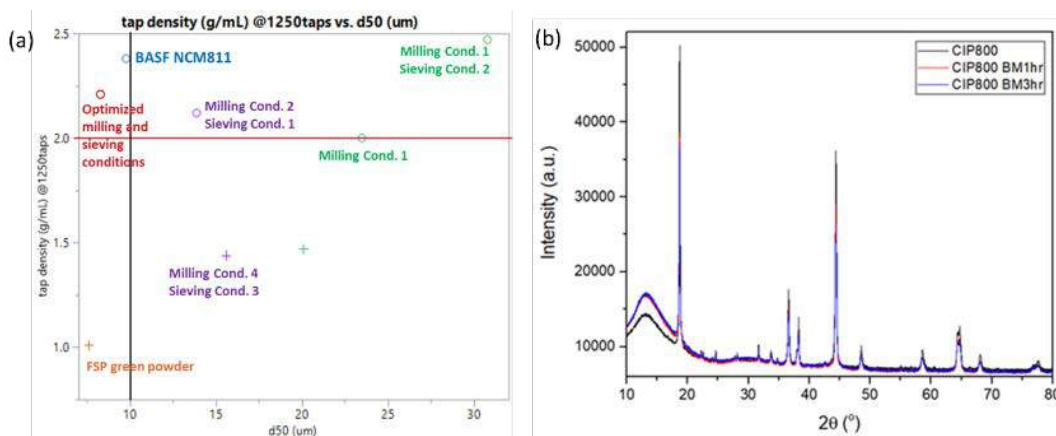 (a)
tap density (g/mL) @1250taps vs. d50 (um)
tap density (g/mL) @1250taps
2.5
2.0
1.5
1.0
BASF NCM811
Milling Cond. 1
Sieving Cond. 2
Optimized
milling and
sieving
conditions
Milling Cond. 2
Sieving Cond. 1
Milling Cond. 1
Milling Cond. 4
Sieving Cond. 3
FSP green powder
10
15
20
25
30
d50 (um)
(b)
Intensity (a.u.)
50000
40000
30000
20000
10000
CIP800
CIP800 BM1hr
CIP800 BM3hr
10
20
30
40
50
60
70
80
2θ (°)